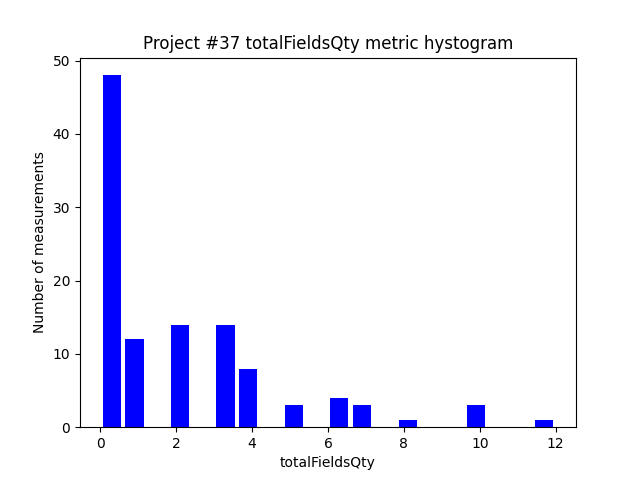 Project #37 totalFieldsQty metric hystogram
50
40
30
20
10
0
Number of measurements
0 2 4 6 8 10 12
totalFieldsQty